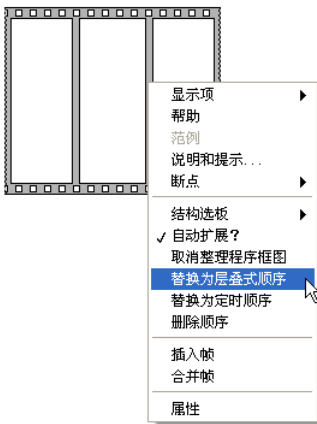 显示项
帮助
范例
说明和提示...
断点
结构选板
自动扩展?
取消整理程序框图
替换为层叠式顺序
替换为定时顺序
删除顺序
插入帧
合并帧
属性